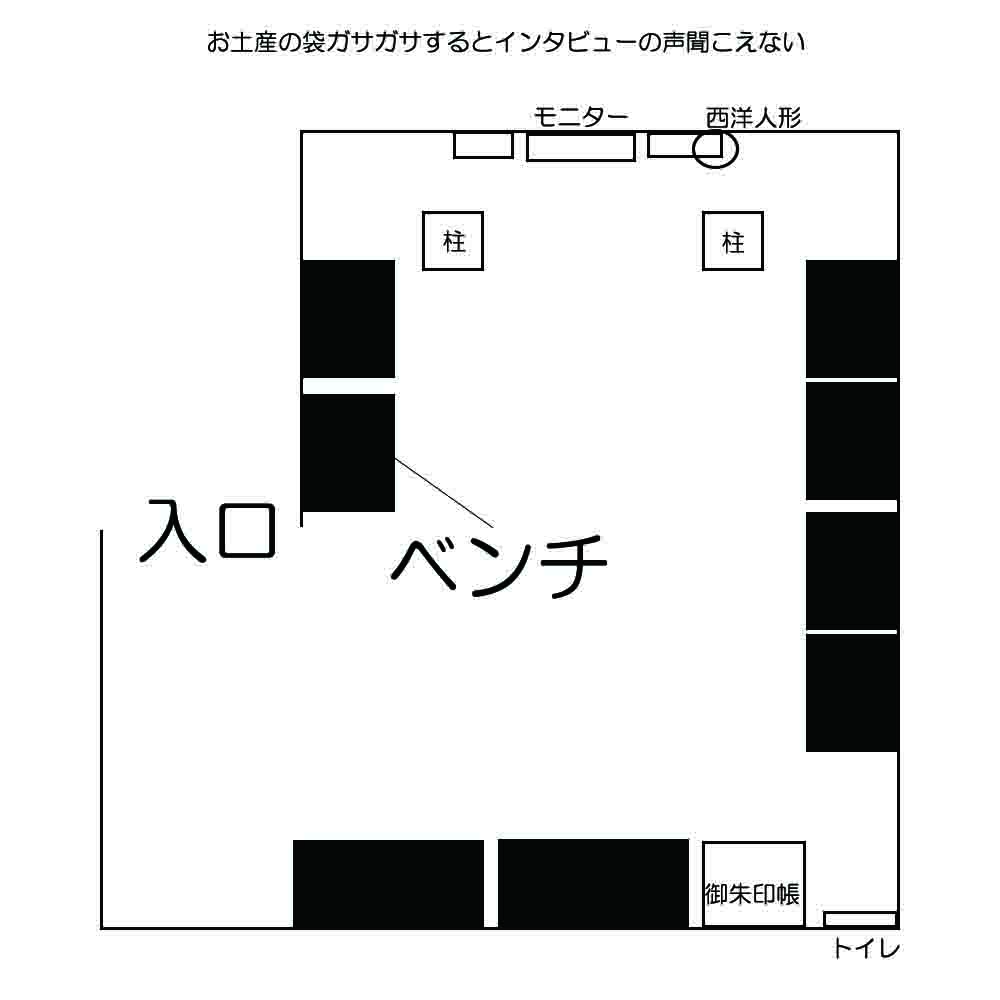 お土産の袋ガサガサするとインタビューの声聞こえない
モニター
西洋人形
柱
柱
入口
ベンチ
御朱印帳
トイレ